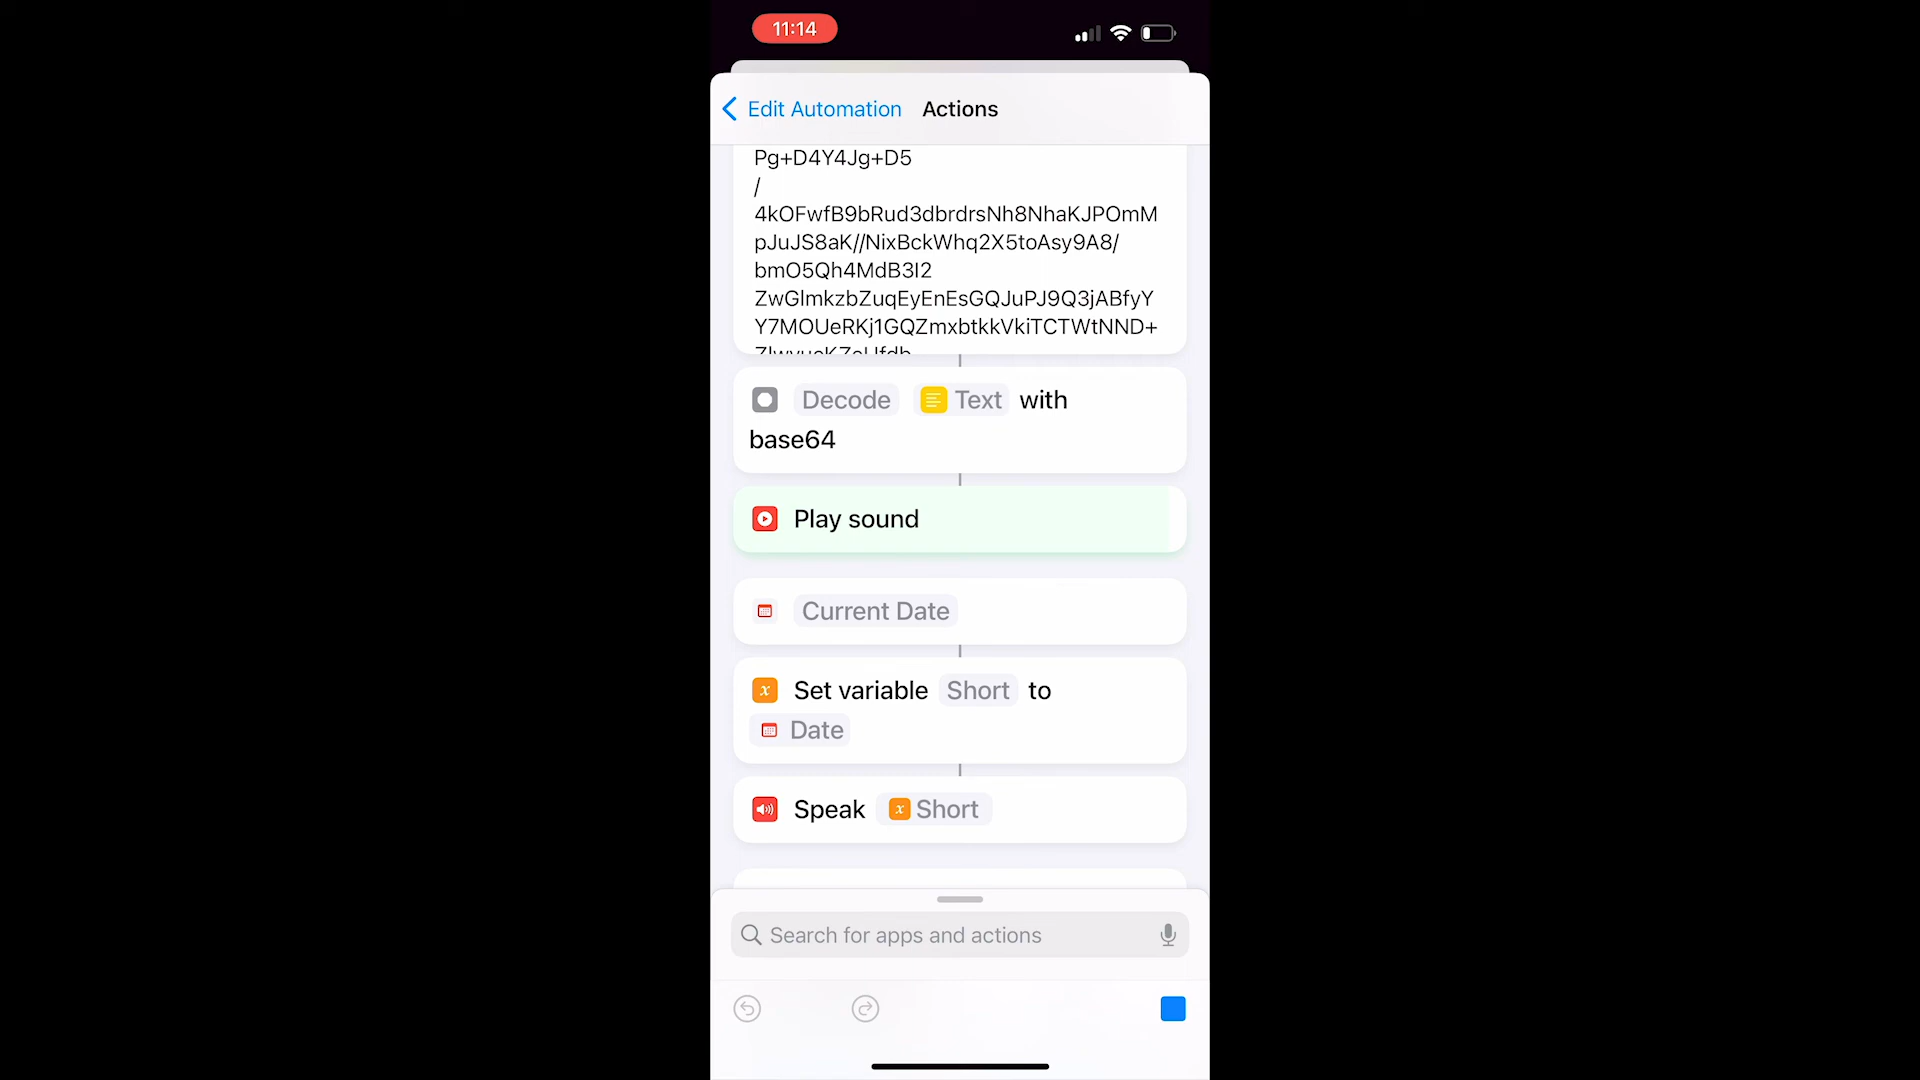 11:14
Edit Automation Actions
Pg+D4Y4Jg+D5
/
4kOFwfB9bRud3dbrdrsNh8NhaKJPOmM
pJuJS8aK//NixBckWhq2X5toAsy9A8/
bmO5Qh4MdB3I2
ZwGlmkzbZuqEyEnEsGQJuPJ9Q3jABfyY
Y7MOUeRKj1GQZmxbtkkVkiTCTWtNND+
Decode Text with
base64
Play sound
Current Date
Set variable Short to
Date
Speak Short
Search for apps and actions